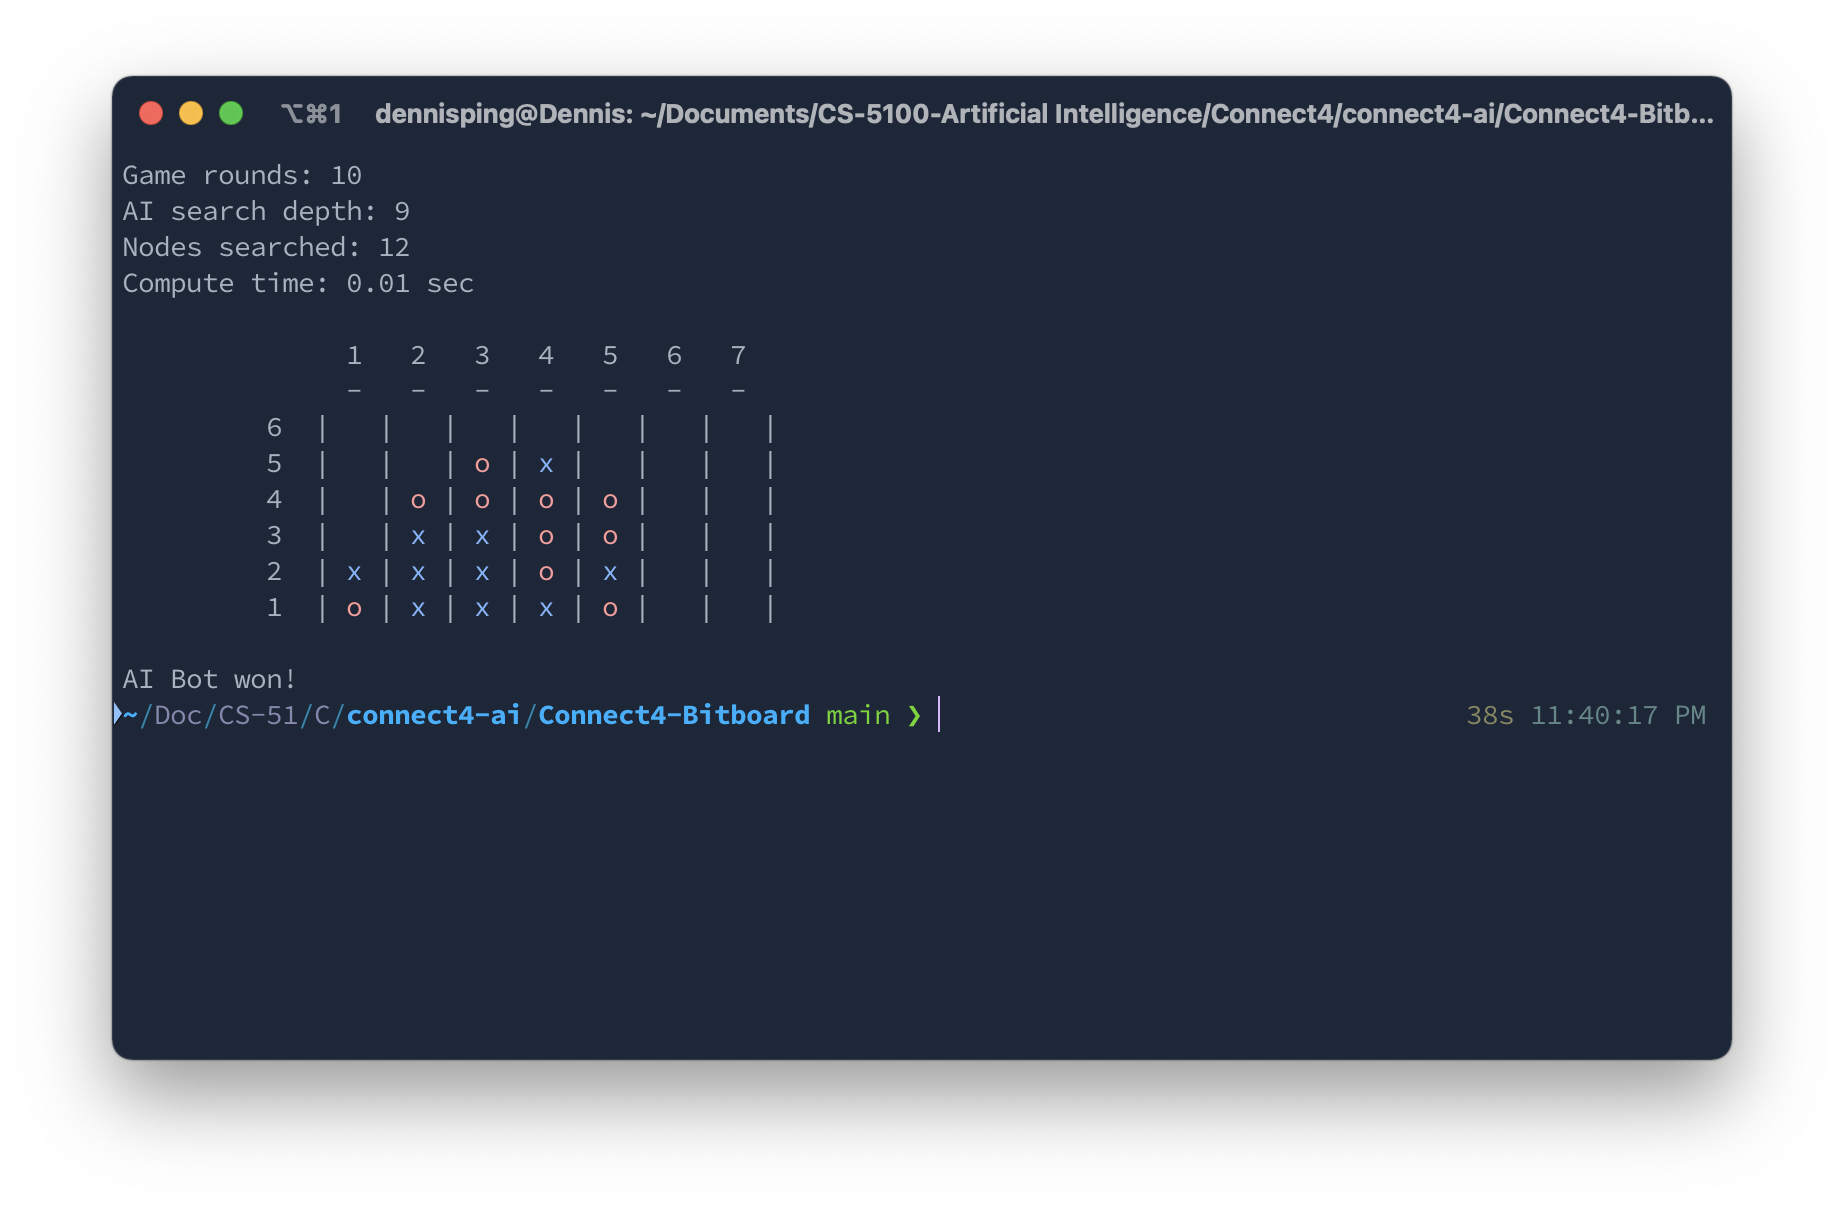 ⌥⌘1 dennisping@Dennis: ~/Documents/CS-5100-Artificial Intelligence/Connect4/connect4-ai/Connect4-Bitb...
Game rounds: 10
AI search depth: 9
Nodes searched: 12
Compute time: 0.01 sec
1 2 3 4 5 6 7
– – – – – – –
6 | | | | | | | |
5 | | | o | x | | | |
4 | | o | o | o | o | | |
3 | | x | x | o | o | | |
2 | x | x | x | o | x | | |
1 | o | x | x | x | o | | |
AI Bot won!
~/Doc/CS-51/C/connect4-ai/Connect4-Bitboard main ❯ 38s 11:40:17 PM